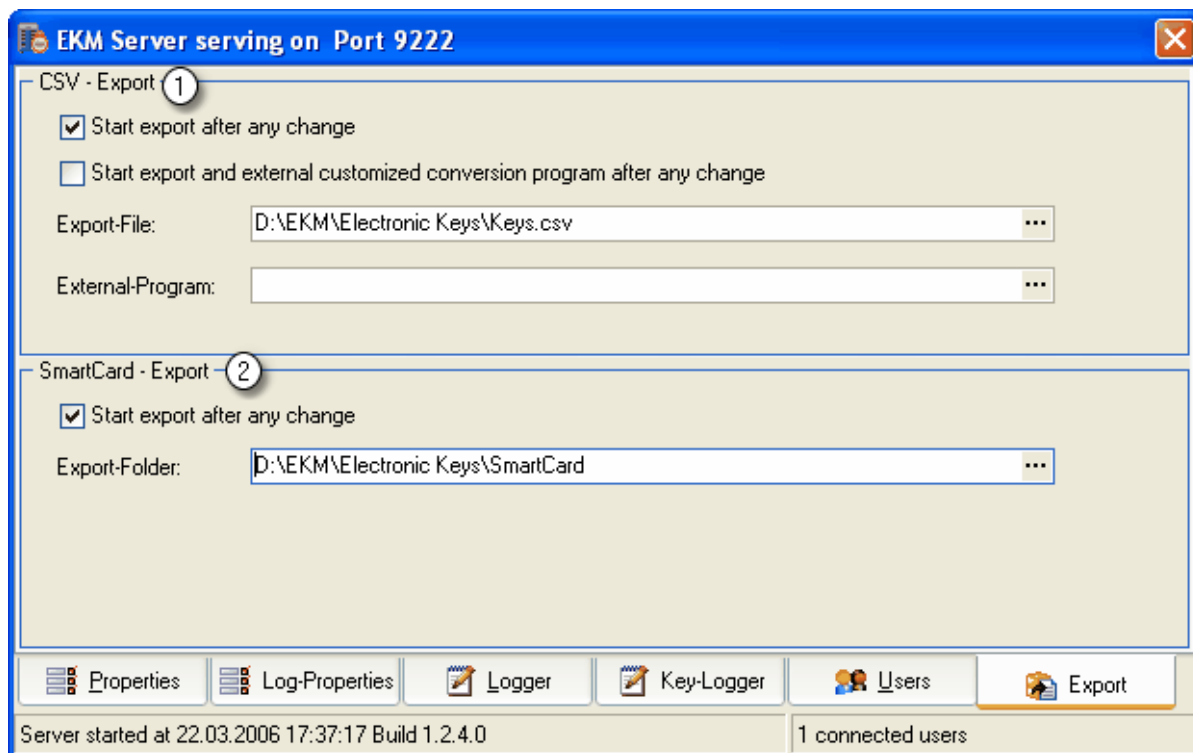 EKM Server serving on Port 9222
CSV - Export 1
Start export after any change
Start export and external customized conversion program after any change
Export-File: D:\EKM\Electronic Keys\Keys.csv ...
External-Program: ...
SmartCard - Export 2
Start export after any change
Export-Folder: D:\EKM\Electronic Keys\SmartCard ...
Properties Log-Properties Logger Key-Logger Users Export
Server started at 22.03.2006 17:37:17 Build 1.2.4.0 1 connected users